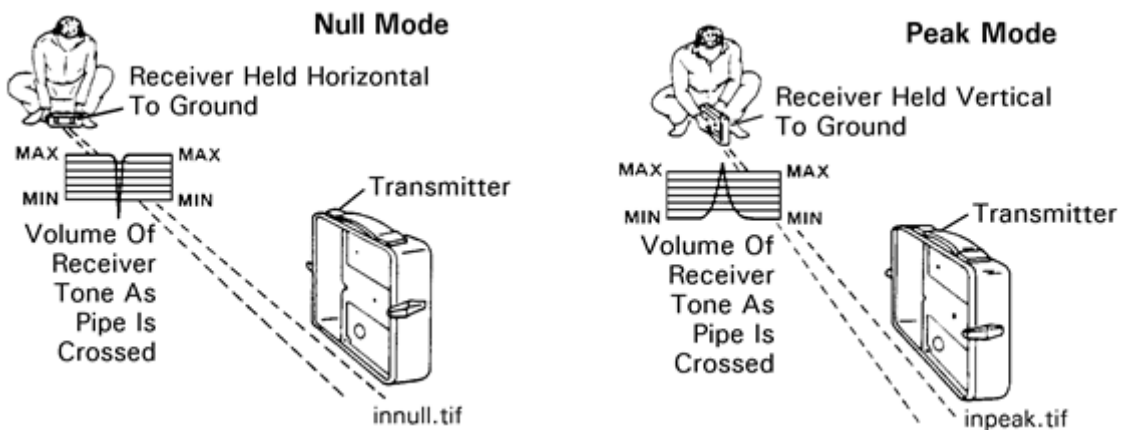 Null Mode
Receiver Held Horizontal
To Ground
MAX
MAX
MIN
MIN
Transmitter
Volume Of
Receiver
Tone As
Pipe Is
Crossed
innull.tif
Peak Mode
Receiver Held Vertical
To Ground
MAX
MAX
MIN
MIN
Transmitter
Volume Of
Receiver
Tone As
Pipe Is
Crossed
inpeak.tif